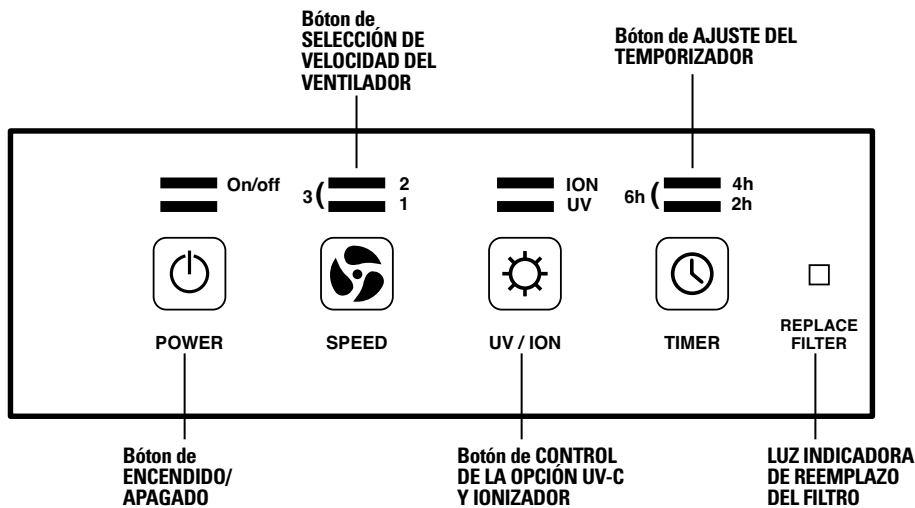 Bóton de
SELECCIÓN DE
VELOCIDAD DEL
VENTILADOR
Bóton de AJUSTE DEL
TEMPORIZADOR
On/off
3 ( 2
1
ION
UV
6h ( 4h
2h
POWER
SPEED
UV / ION
TIMER
REPLACE
FILTER
Bóton de
ENCENDIDO/
APAGADO
Botón de CONTROL
DE LA OPCIÓN UV-C
Y IONIZADOR
LUZ INDICADORA
DE REEMPLAZO
DEL FILTRO